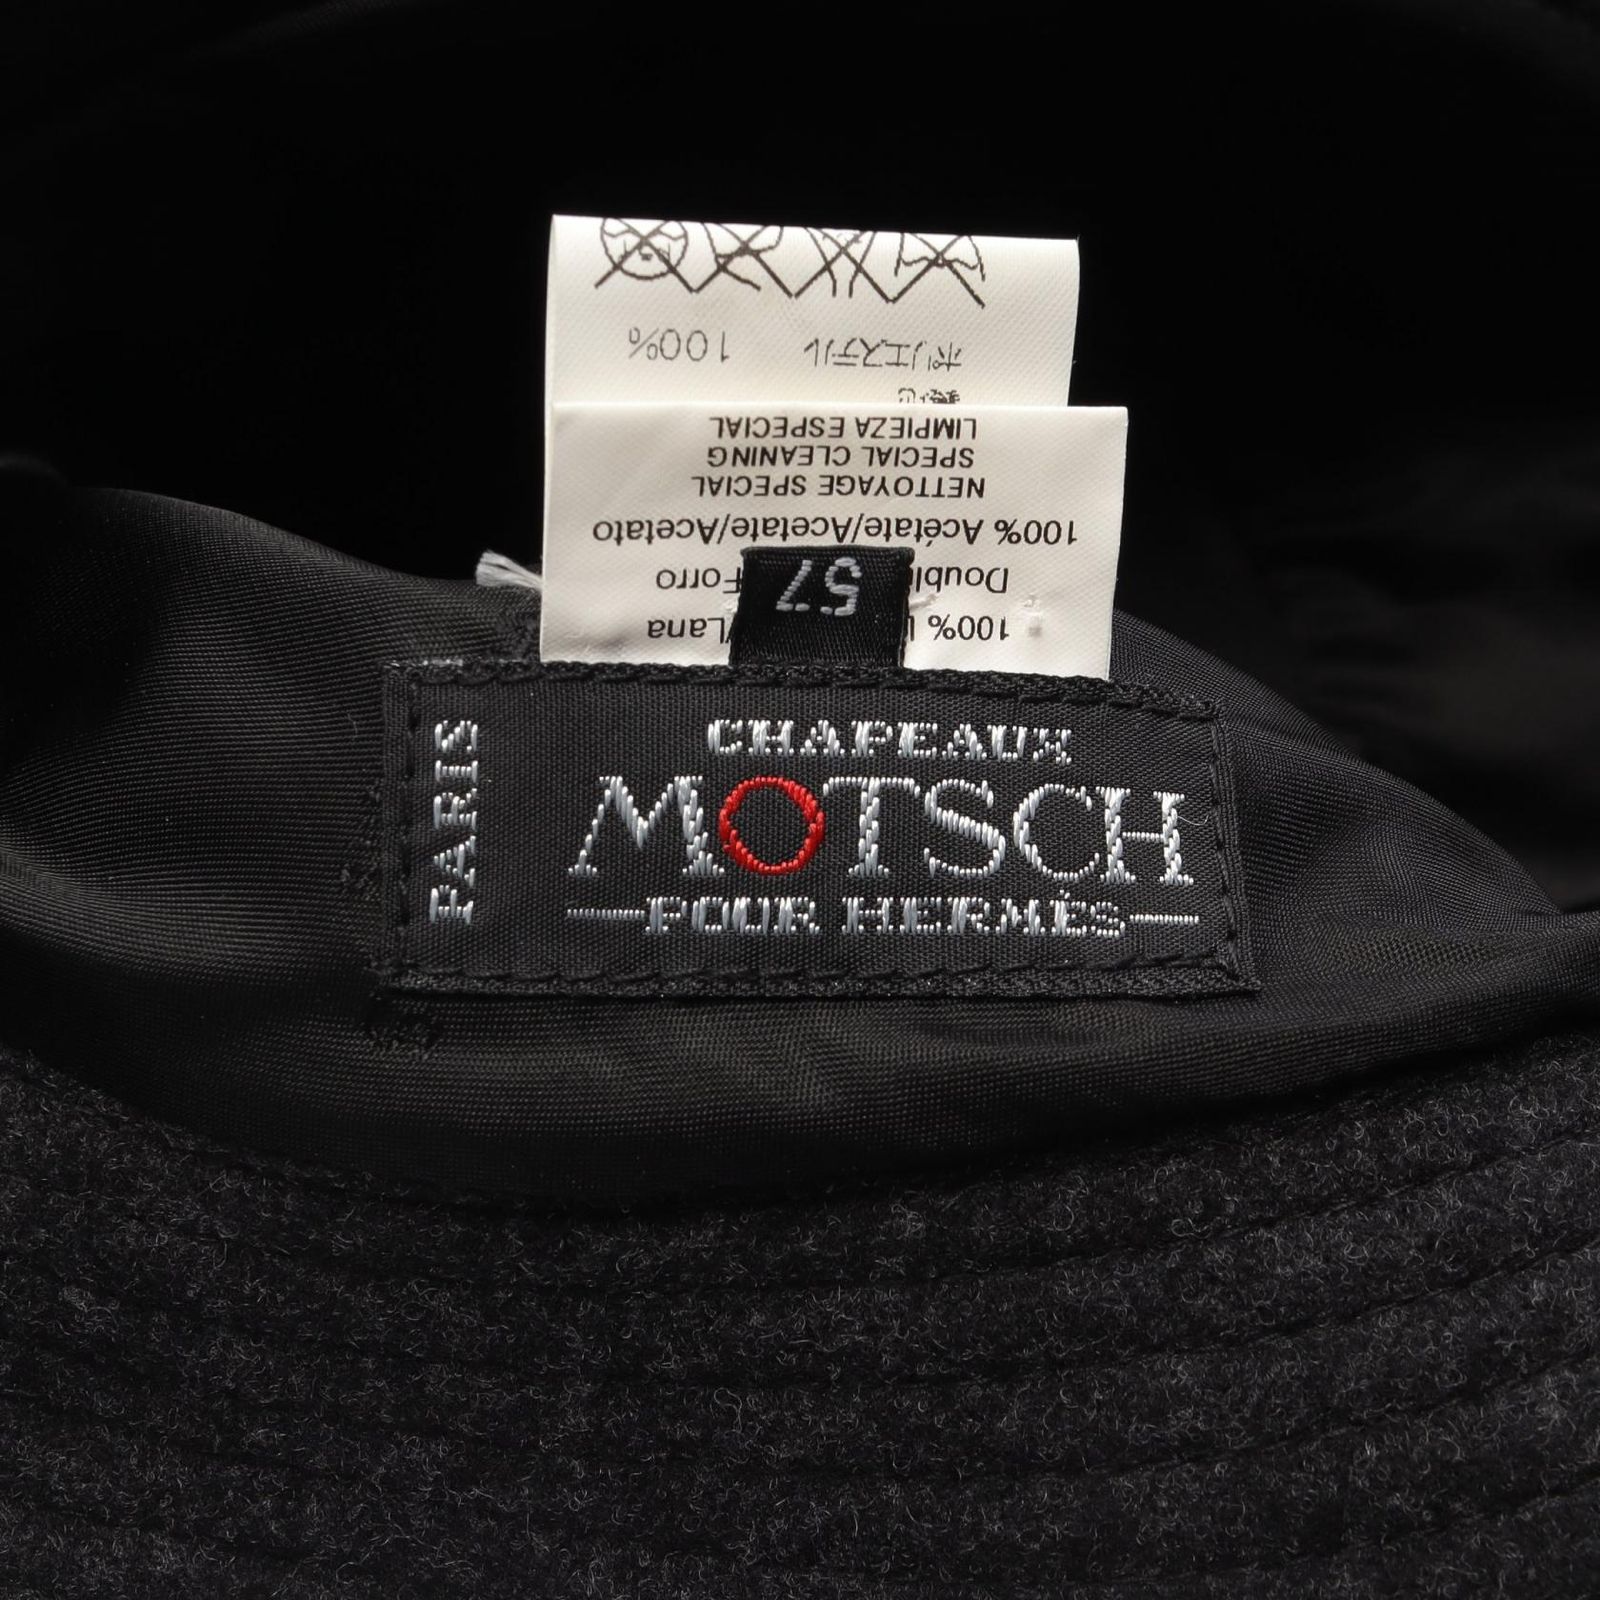 CHAPEAUX
MOTSCH
POUR HERMÈS
PARIS
57
100% /Lana
Forro
100% Acétate/Acetate/Acetato
NETTOYAGE SPECIAL
SPECIAL CLEANING
LIMPIEZA ESPECIAL
ポリエステル 100%